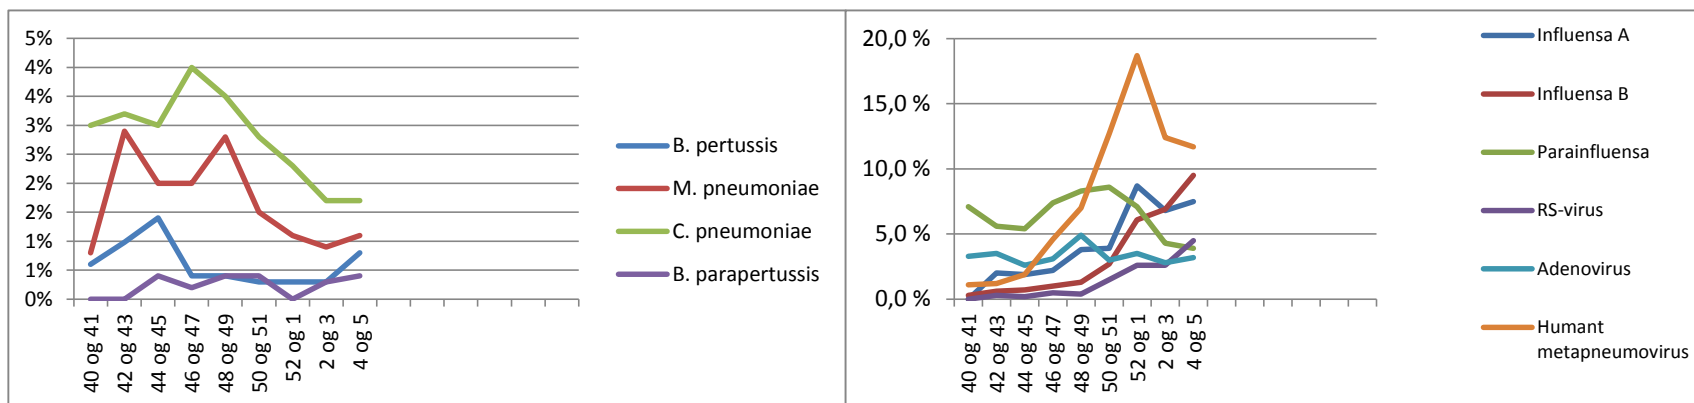 5%
4%
4%
3%
3%
2%
2%
1%
1%
0%
40 og 41
42 og 43
44 og 45
46 og 47
48 og 49
50 og 51
52 og 1
2 og 3
4 og 5
B. pertussis
M. pneumoniae
C. pneumoniae
B. parapertussis
20,0 %
15,0 %
10,0 %
5,0 %
0,0 %
40 og 41
42 og 43
44 og 45
46 og 47
48 og 49
50 og 51
52 og 1
2 og 3
4 og 5
Influensa A
Influensa B
Parainfluensa
RS-virus
Adenovirus
Humant
metapneumovirus